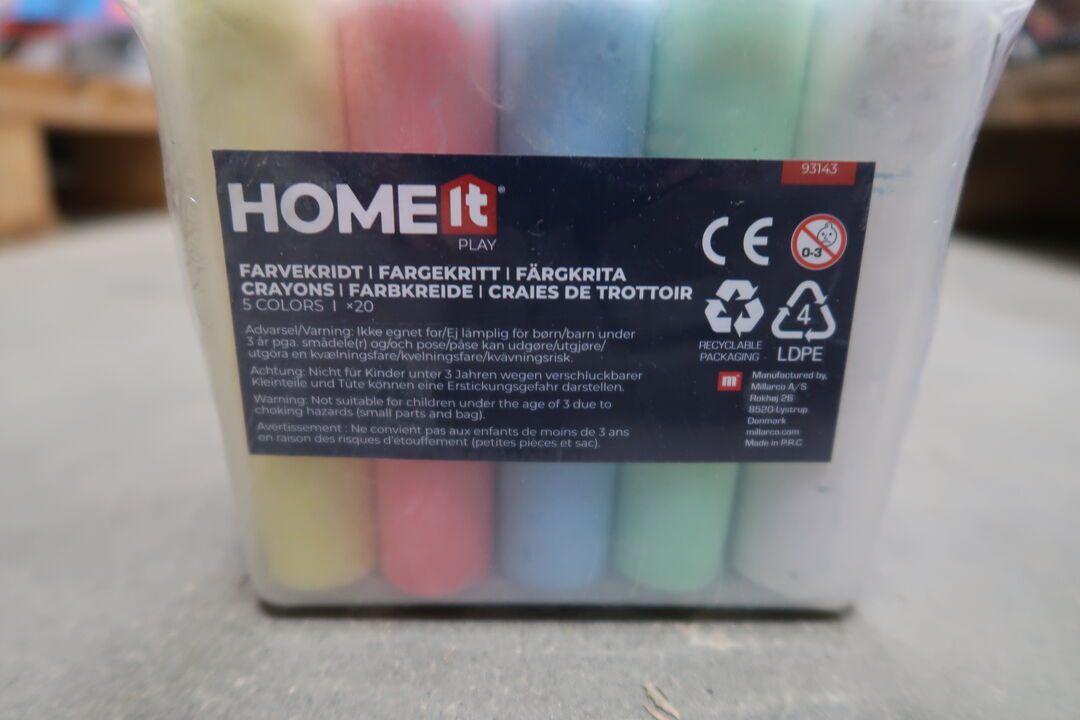 93143
HOMEIt®
PLAY
FARVEKRIDT | FARGEKRITT | FÄRGKRITA
CRAYONS | FARBKREIDE | CRAIES DE TROTTOIR
5 COLORS | ×20
Advarsel/Varning: Ikke egnet for/Ej lämplig för børn/barn under
3 år pga. smådele(r) og/och pose/påse kan udgøre/utgjøre/
utgöra en kvælningsfare/kvelningsfare/kvävningsrisk.
Achtung: Nicht für Kinder unter 3 Jahren wegen verschluckbarer
Kleinteile und Tüte können eine Erstickungsgefahr darstellen.
Warning: Not suitable for children under the age of 3 due to
choking hazards (small parts and bag).
Avertissement : Ne convient pas aux enfants de moins de 3 ans
en raison des risques d'étouffement (petites pièces et sac).
CE
0-3
RECYCLABLE
PACKAGING
4
LDPE
m
Manufactured by,
Millarco A/S
Rokhøj 26
8520 Lystrup
Denmark
millarco.com
Made in P.R.C